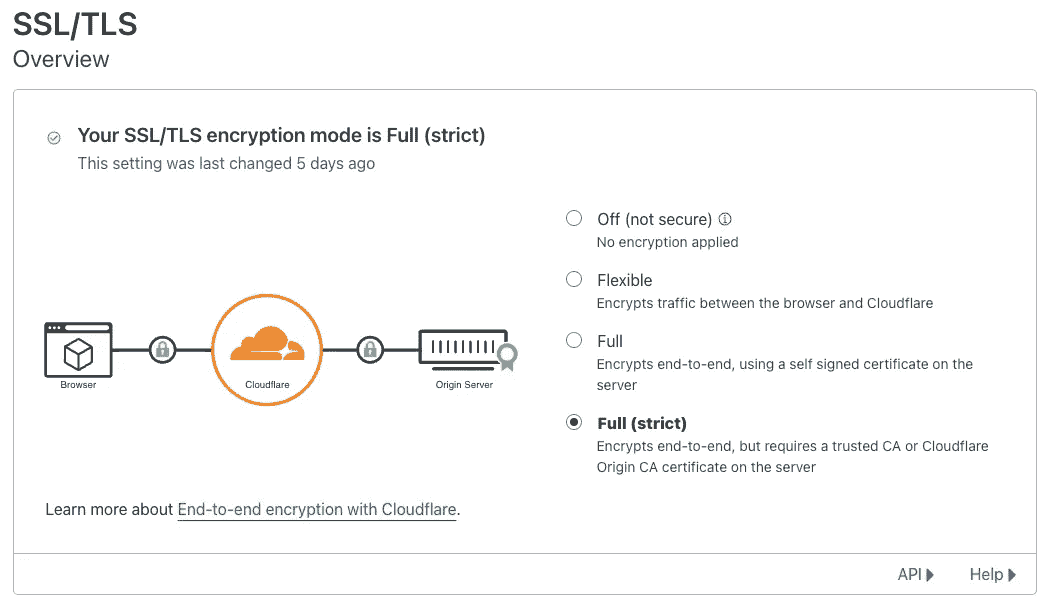 SSL/TLS
Overview
Your SSL/TLS encryption mode is Full (strict)
This setting was last changed 5 days ago
Browser
Cloudflare
Origin Server
Off (not secure)
No encryption applied
Flexible
Encrypts traffic between the browser and Cloudflare
Full
Encrypts end-to-end, using a self signed certificate on the
server
Full (strict)
Encrypts end-to-end, but requires a trusted CA or Cloudflare
Origin CA certificate on the server
Learn more about End-to-end encryption with Cloudflare.
API
Help